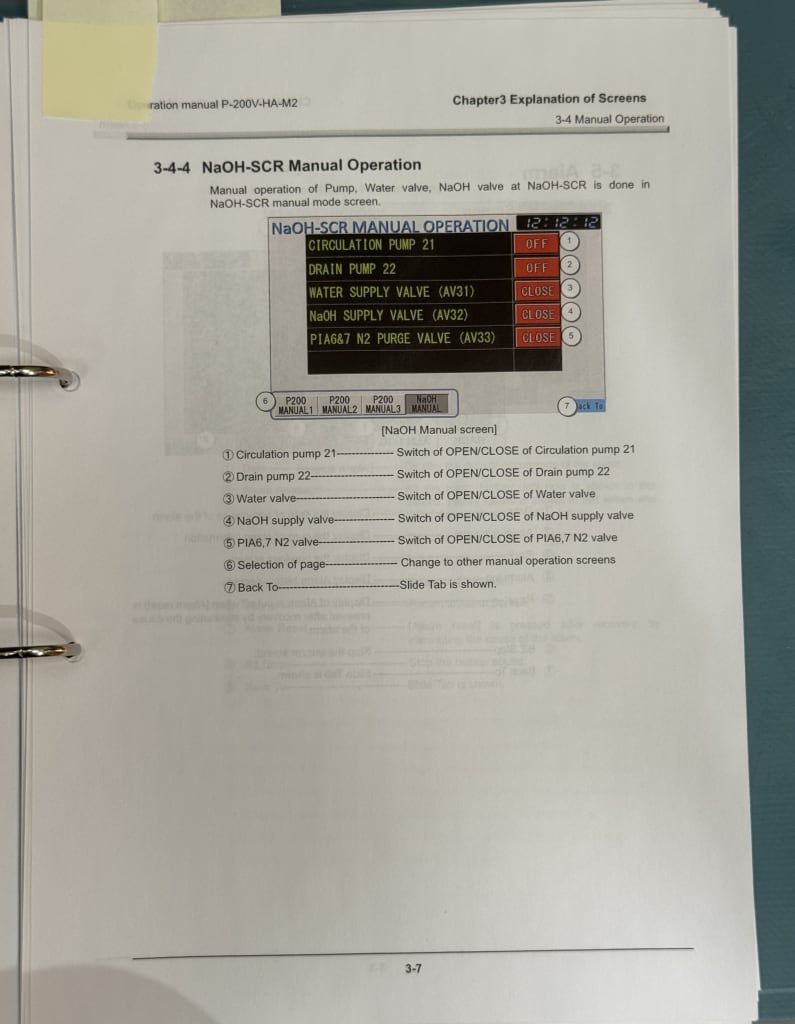 ration manual P-200V-HA-M2
Chapter3 Explanation of Screens
3-4 Manual Operation
3-4-4 NaOH-SCR Manual Operation
Manual operation of Pump, Water valve, NaOH valve at NaOH-SCR is done in
NaOH-SCR manual mode screen.
NaOH-SCR MANUAL OPERATION 12:12:12
CIRCULATION PUMP 21 OFF 1
DRAIN PUMP 22 OFF 2
WATER SUPPLY VALVE (AV31) CLOSE 3
NaOH SUPPLY VALVE (AV32) CLOSE 4
PIA6&7 N2 PURGE VALVE (AV33) CLOSE 5
6 P200 P200 P200 NaOH
MANUAL1 MANUAL2 MANUAL3 MANUAL
7 ack To
[NaOH Manual screen]
① Circulation pump 21--------------- Switch of OPEN/CLOSE of Circulation pump 21
② Drain pump 22--------------------- Switch of OPEN/CLOSE of Drain pump 22
③ Water valve------------------------- Switch of OPEN/CLOSE of Water valve
④ NaOH supply valve--------------- Switch of OPEN/CLOSE of NaOH supply valve
⑤ PIA6,7 N2 valve------------------- Switch of OPEN/CLOSE of PIA6,7 N2 valve
⑥ Selection of page------------------ Change to other manual operation screens
⑦ Back To-------------------------------Slide Tab is shown.
3-7